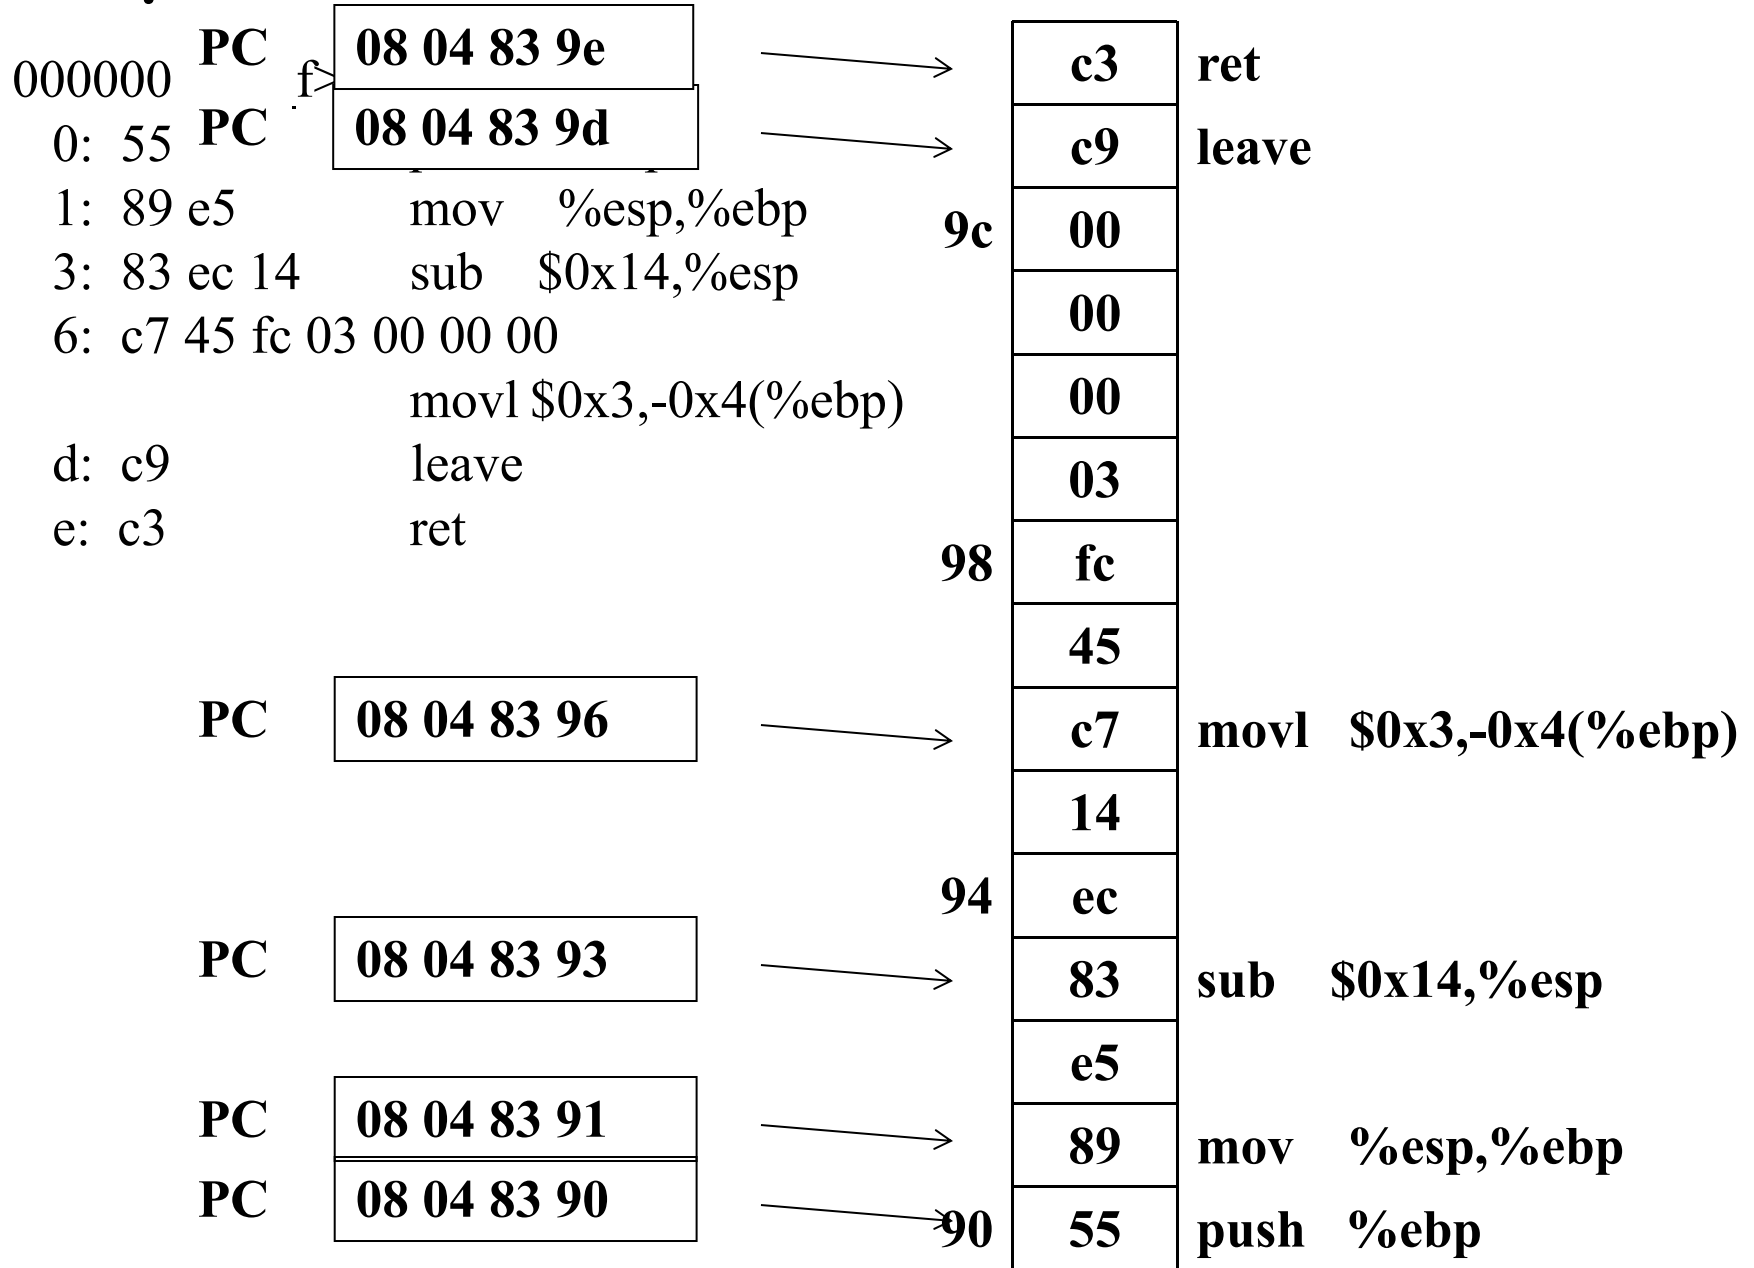 PC 08 04 83 9e
000000 f>
PC 08 04 83 9d
0: 55
1: 89 e5 mov %esp,%ebp
3: 83 ec 14 sub $0x14,%esp
6: c7 45 fc 03 00 00 00
movl $0x3,-0x4(%ebp)
d: c9 leave
e: c3 ret
PC 08 04 83 96
PC 08 04 83 93
PC 08 04 83 91
PC 08 04 83 90
c3 ret
c9 leave
9c 00
00
00
03
98 fc
45
c7 movl $0x3,-0x4(%ebp)
14
94 ec
83 sub $0x14,%esp
e5
89 mov %esp,%ebp
90 55 push %ebp